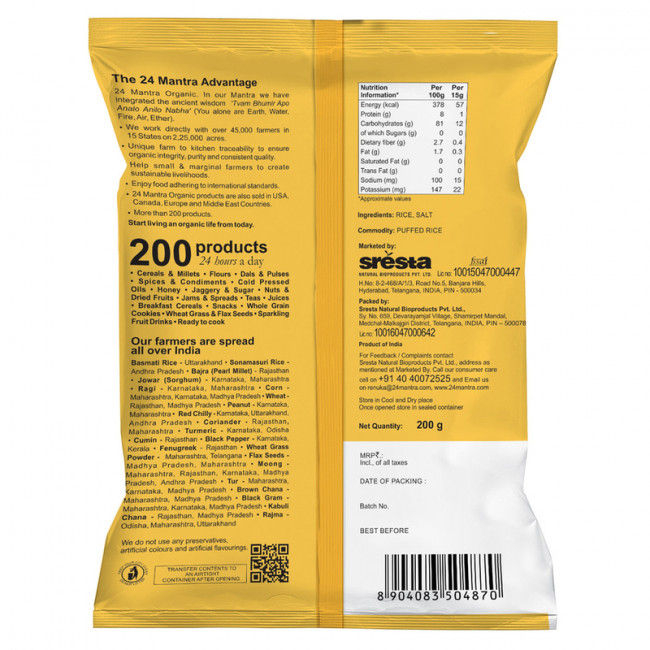 The 24 Mantra Advantage
24 Mantra Organic. In our Mantra we have
integrated the ancient wisdom 'Tvam Bhumir Apo
Analo Anilo Nabha' (You alone are Earth, Water,
Fire, Air, Ether).
• We work directly with over 45,000 farmers in
15 States on 2,25,000 acres.
• Unique farm to kitchen traceability to ensure
organic integrity, purity and consistent quality.
Help small & marginal farmers to create
sustainable livelihoods.
• Enjoy food adhering to international standards.
• 24 Mantra Organic products are also sold in USA.
Canada, Europe and Middle East Countries.
• More than 200 products.
Start living an organic life from today.
200 products
24 hours a day
• Cereals & Millets • Flours • Dals & Pulses
• Spices & Condiments • Cold Pressed
Oils • Honey • Jaggery & Sugar • Nuts &
Dried Fruits • Jams & Spreads • Teas • Juices
• Breakfast Cereals • Snacks • Whole Grain
Cookies • Wheat Grass & Flax Seeds • Sparkling
Fruit Drinks • Ready to cook
Our farmers are spread
all over India
Basmati Rice - Uttarakhand • Sonamasuri Rice -
Andhra Pradesh • Bajra (Pearl Millet) - Rajasthan
• Jowar (Sorghum) - Karnataka, Maharashtra
• Ragi - Karnataka, Maharashtra • Corn -
Maharashtra, Karnataka, Madhya Pradesh • Wheat -
Rajasthan, Madhya Pradesh • Peanut - Karnataka,
Maharashtra • Red Chilly - Karnataka, Uttarakhand,
Andhra Pradesh • Coriander - Rajasthan,
Maharashtra • Turmeric - Karnataka, Odisha
• Cumin - Rajasthan • Black Pepper - Karnataka,
Kerala • Fenugreek - Rajasthan • Wheat Grass
Powder - Maharashtra, Telangana • Flax Seeds -
Madhya Pradesh, Maharashtra • Moong -
Maharashtra, Rajasthan, Karnataka, Madhya
Pradesh, Andhra Pradesh • Tur - Maharashtra,
Karnataka, Madhya Pradesh • Brown Chana -
Maharashtra, Madhya Pradesh • Black Gram -
Maharashtra, Karnataka, Madhya Pradesh • Kabuli
Chana - Rajasthan, Madhya Pradesh • Rajma -
Odisha, Maharashtra, Uttarakhand
We do not use any preservatives,
artificial colours and artificial flavourings.
TRANSFER CONTENTS TO
AN AIRTIGHT
CONTAINER AFTER OPENING
Nutrition Information* Per 100g Per 15g
Energy (kcal) 378 57
Protein (g) 8 1
Carbohydrates (g) 81 12
of which Sugars (g) 0 0
Dietary fiber (g) 2.7 0.4
Fat (g) 1.7 0.3
Saturated Fat (g) 0 0
Trans Fat (g) 0 0
Sodium (mg) 100 15
Potassium (mg) 147 22
*Approximate values
Ingredients: RICE, SALT
Commodity: PUFFED RICE
Marketed by:
sresta
NATURAL BIOPRODUCTS PVT. LTD.
fssai
Lic no: 10015047000447
H.No: 8-2-468/A/1/3, Road No.5, Banjara Hills,
Hyderabad, Telangana, INDIA, PIN - 500034
Packed by:
Sresta Natural Bioproducts Pvt. Ltd.,
Sy. No. 659, Devarayanjal Village, Shamirpet Mandal,
Medchal-Malkajgiri District, Telangana, INDIA, PIN – 500078
Lic no: 10016047000642
Product of India
For Feedback / Complaints contact
Sresta Natural Bioproducts Pvt. Ltd., address as
mentioned at Marketed By. Call our consumer care
cell on +91 40 40072525 and Email us
on renuka@24mantra.com, www.24mantra.com
Store in Cool and Dry place
Once opened store in sealed container
Net Quantity: 200 g
MRP₹.:
Incl., of all taxes
DATE OF PACKING :
Batch No.
BEST BEFORE
8 904083 504870